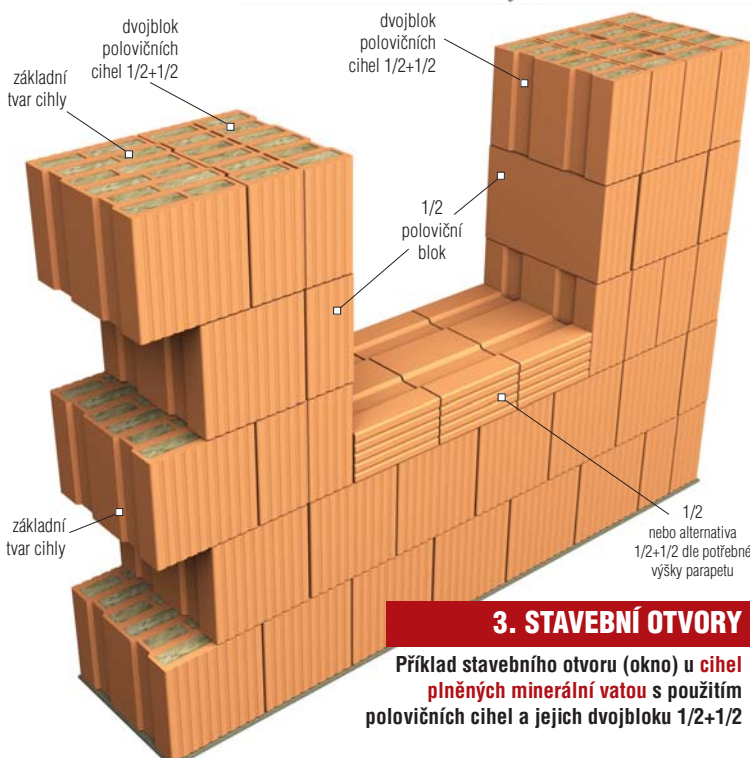 dvojblok
polovičních
cihel 1/2+1/2
základní
tvar cihly
dvojblok
polovičních
cihel 1/2+1/2
1/2
poloviční
blok
základní
tvar cihly
1/2
nebo alternativa
1/2+1/2 dle potřebné
výšky parapetu
3. STAVEBNÍ OTVORY
Příklad stavebního otvoru (okno) u cihel
plněných minerální vatou s použitím
polovičních cihel a jejich dvojbloku 1/2+1/2